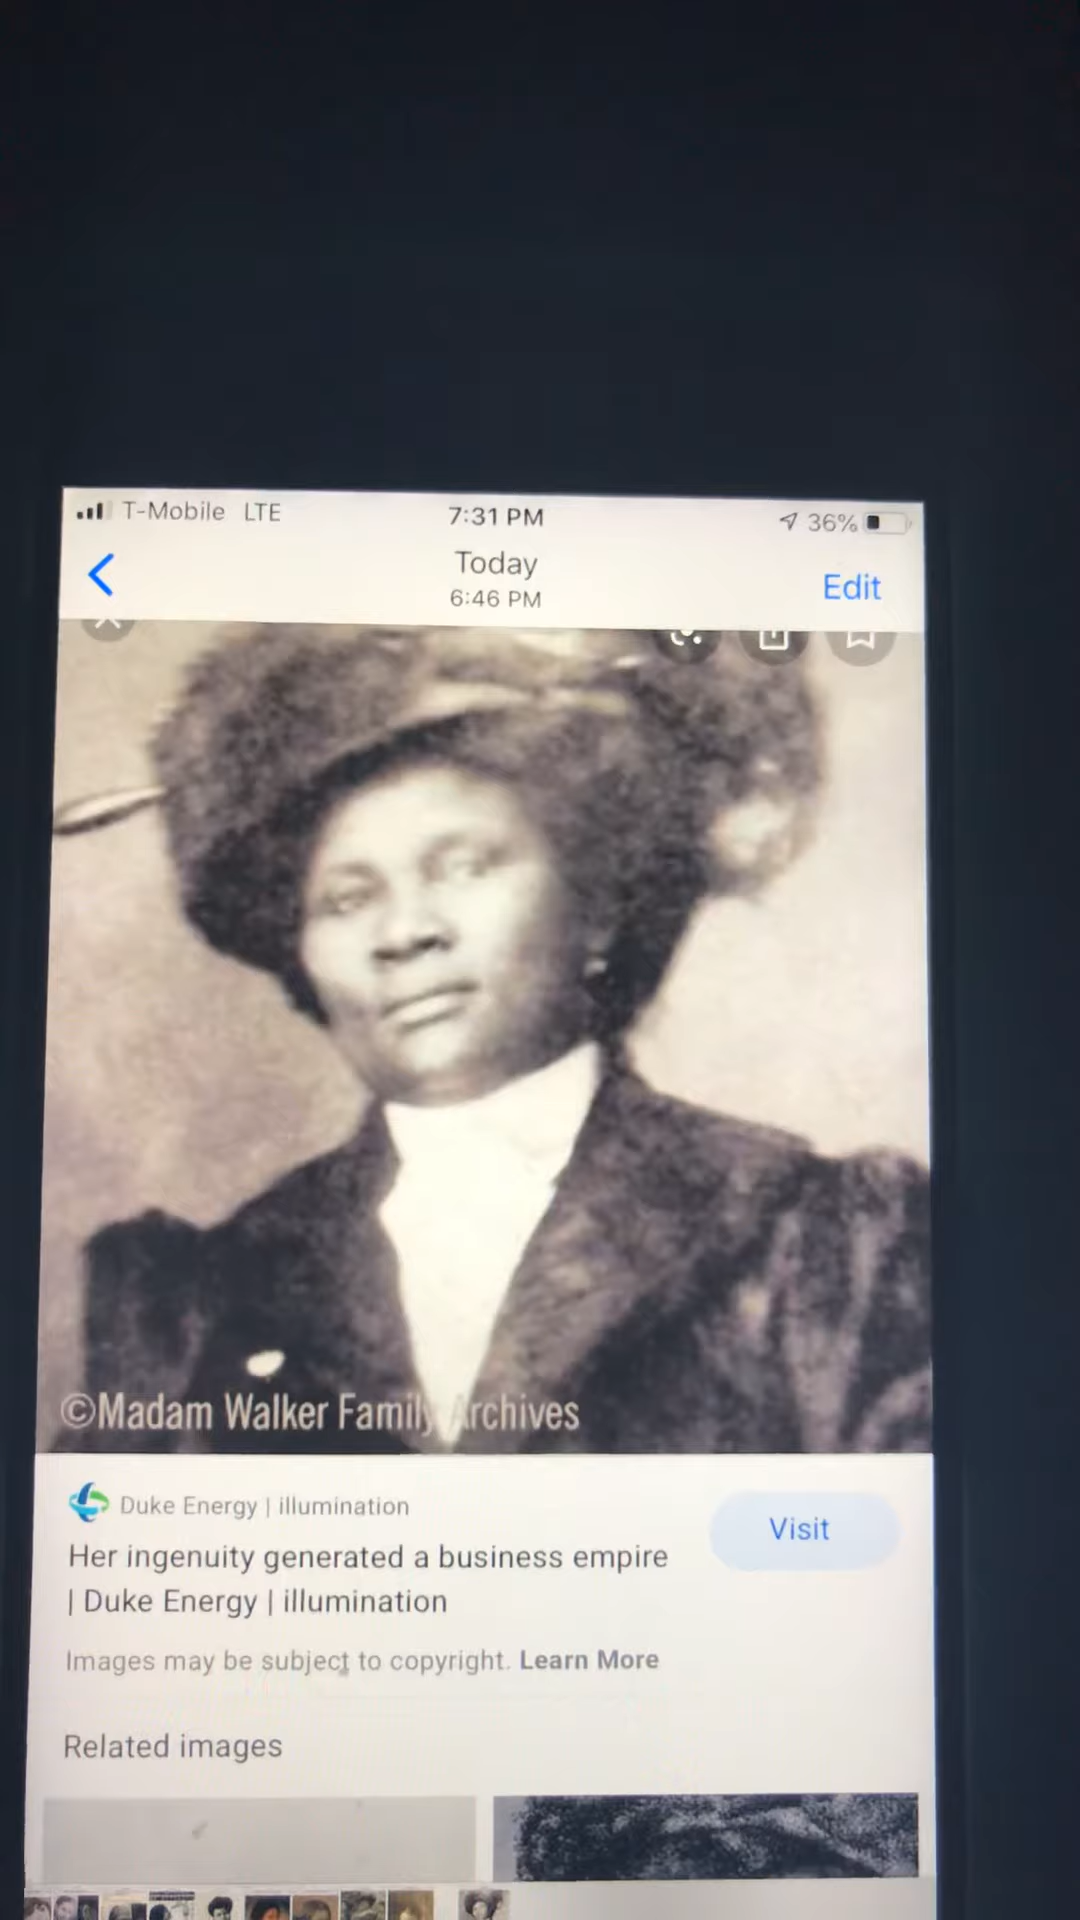 T-Mobile LTE 7:31 PM 36%
Today
6:46 PM
Edit
©Madam Walker Family Archives
Duke Energy | illumination
Visit
Her ingenuity generated a business empire
| Duke Energy | illumination
Images may be subject to copyright. Learn More
Related images